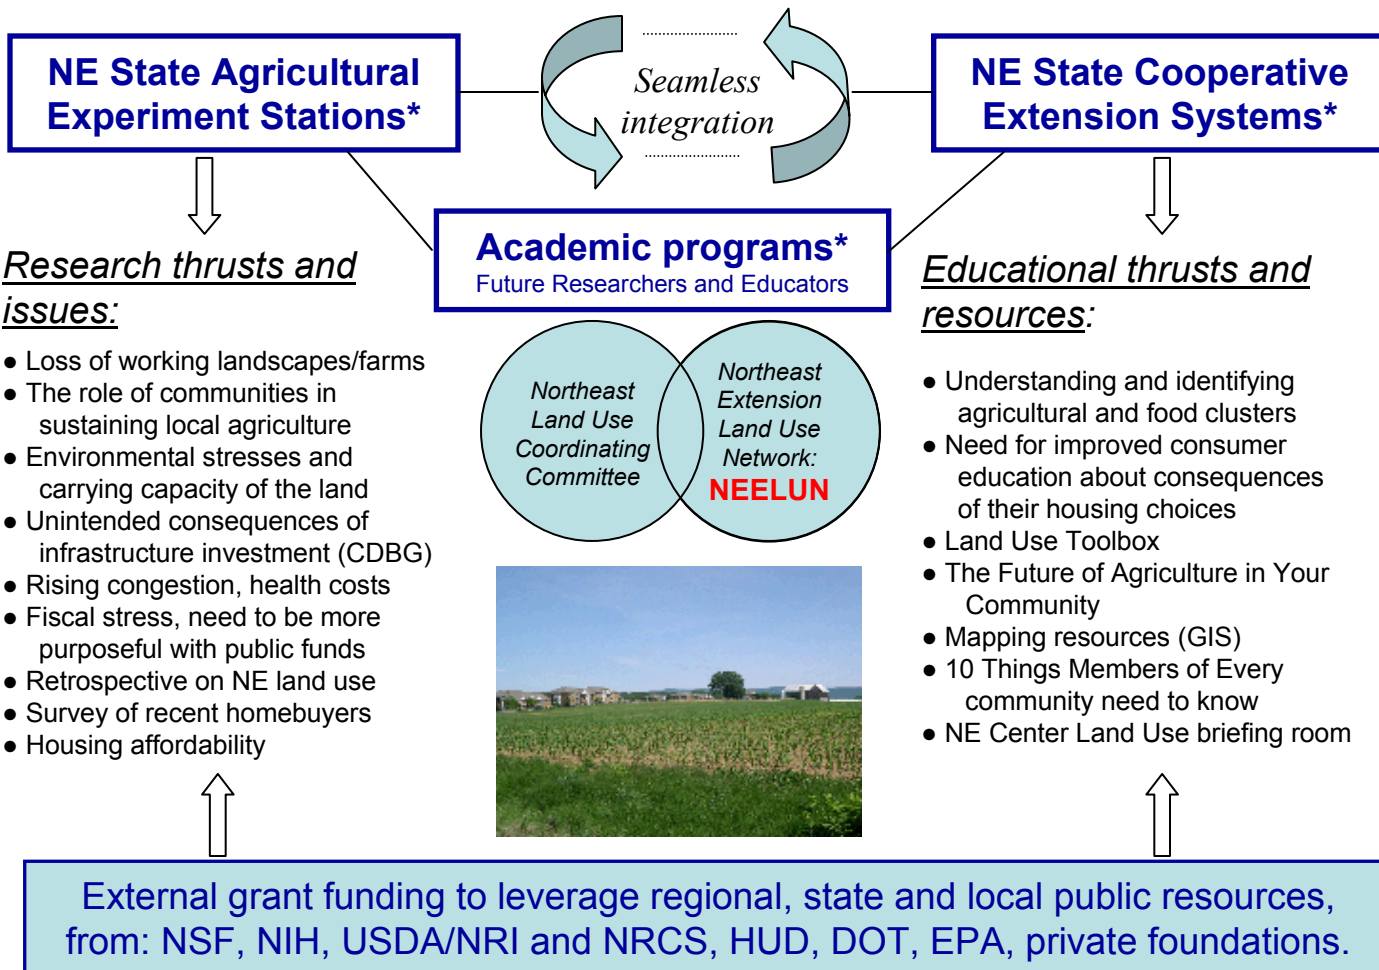 NE State Agricultural
Experiment Stations*
Seamless
integration
NE State Cooperative
Extension Systems*
Academic programs*
Future Researchers and Educators
Research thrusts and
issues:
● Loss of working landscapes/farms
● The role of communities in
sustaining local agriculture
● Environmental stresses and
carrying capacity of the land
● Unintended consequences of
infrastructure investment (CDBG)
● Rising congestion, health costs
● Fiscal stress, need to be more
purposeful with public funds
● Retrospective on NE land use
● Survey of recent homebuyers
● Housing affordability
Northeast
Land Use
Coordinating
Committee
Northeast
Extension
Land Use
Network:
NEELUN
Educational thrusts and
resources:
● Understanding and identifying
agricultural and food clusters
● Need for improved consumer
education about consequences
of their housing choices
● Land Use Toolbox
● The Future of Agriculture in Your
Community
● Mapping resources (GIS)
● 10 Things Members of Every
community need to know
● NE Center Land Use briefing room
External grant funding to leverage regional, state and local public resources,
from: NSF, NIH, USDA/NRI and NRCS, HUD, DOT, EPA, private foundations.